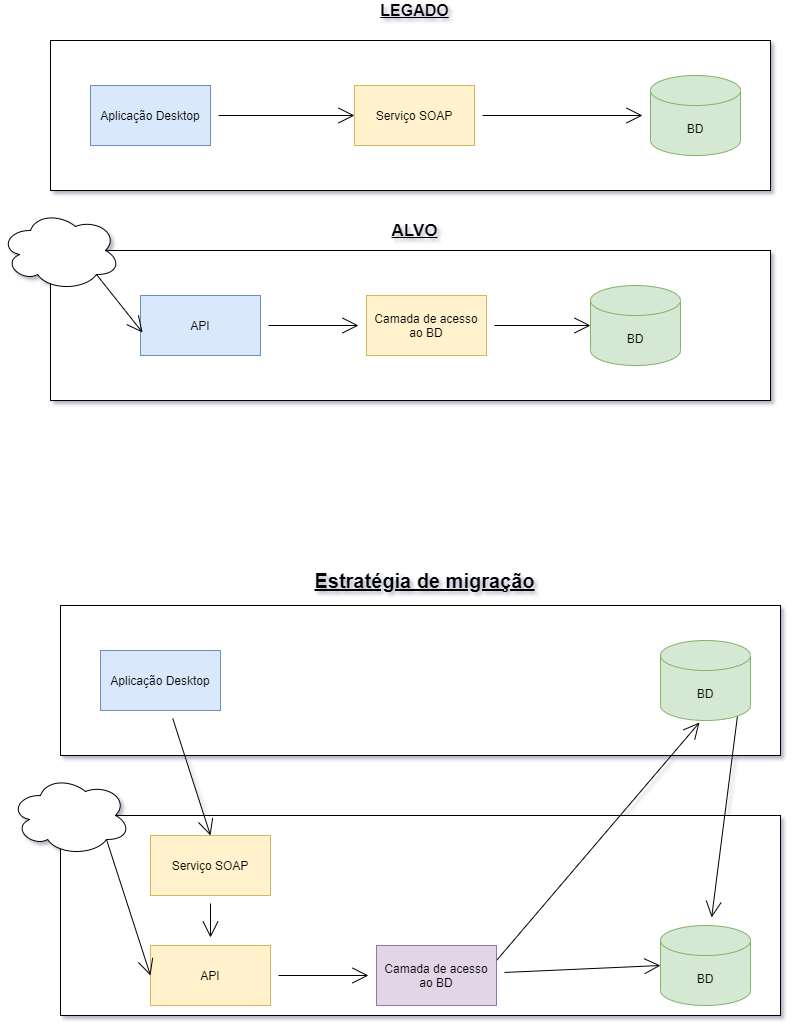 LEGADO
Aplicação Desktop
Serviço SOAP
BD
ALVO
API
Camada de acesso
ao BD
BD
Estratégia de migração
Aplicação Desktop
BD
Serviço SOAP
API
Camada de acesso
ao BD
BD